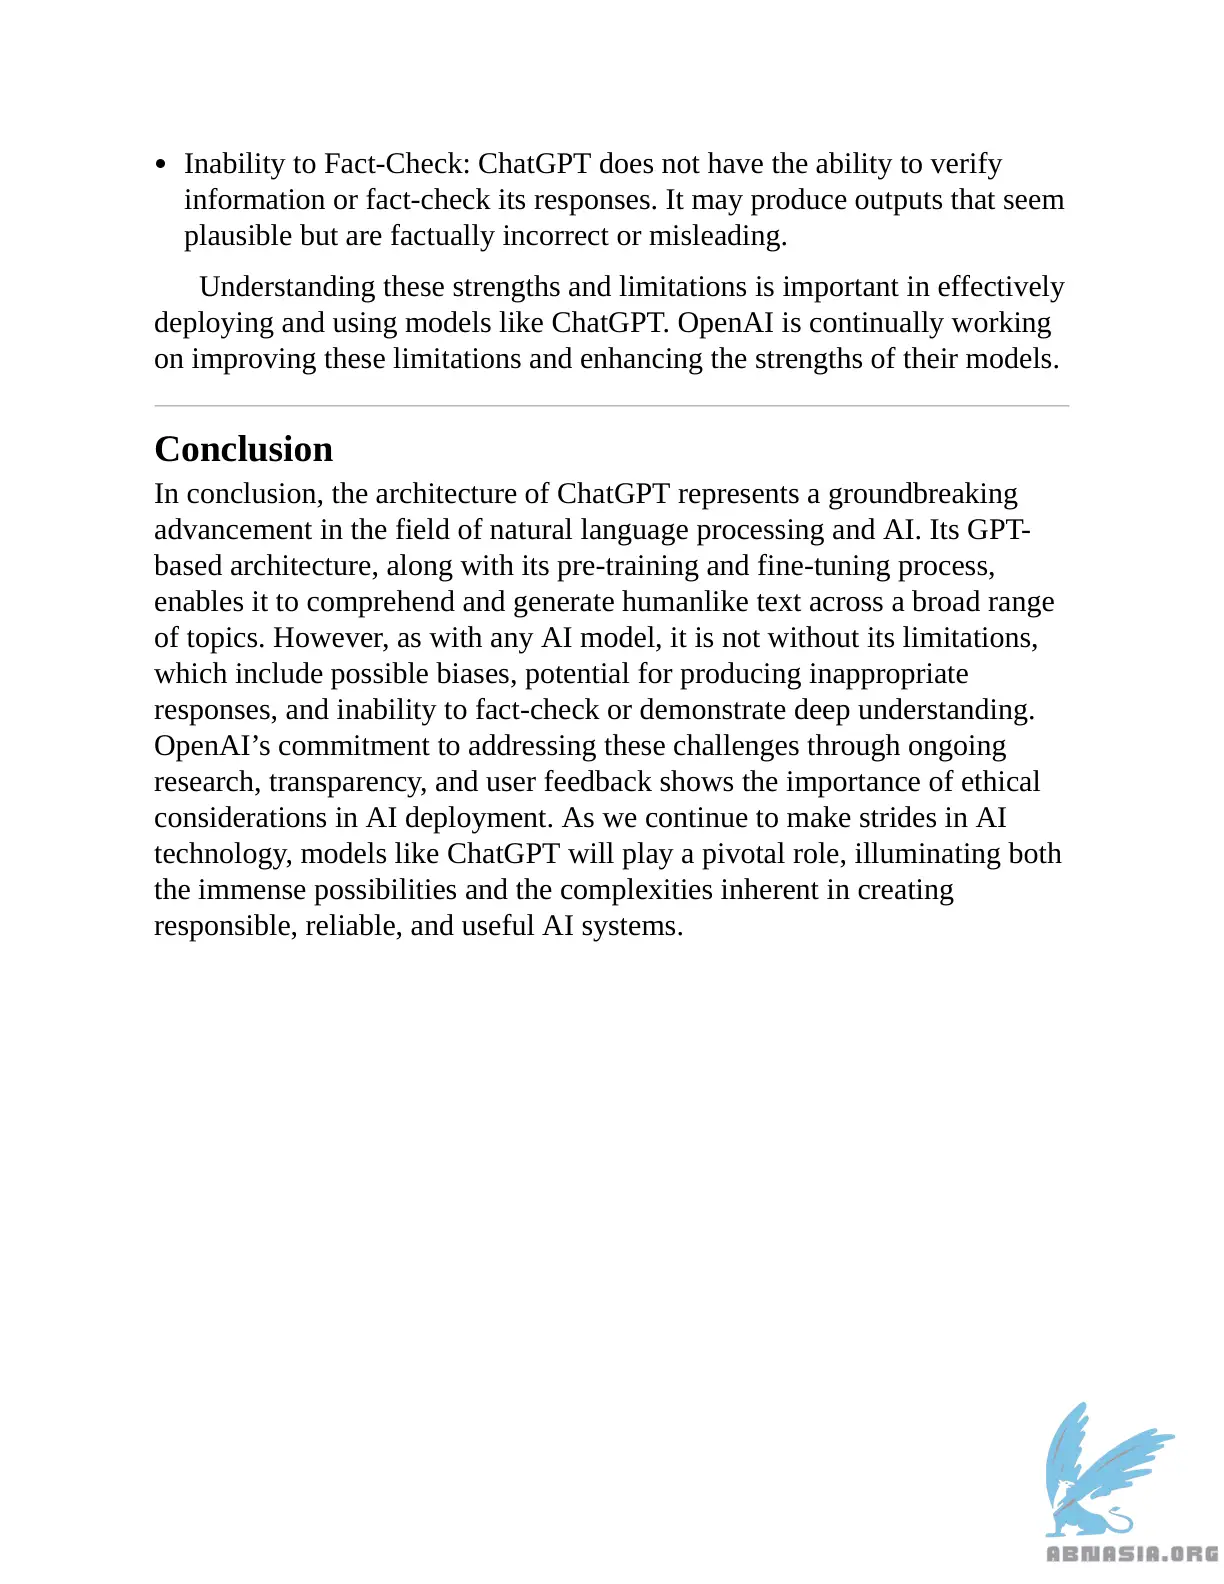 • Inability to Fact-Check: ChatGPT does not have the ability to verify
information or fact-check its responses. It may produce outputs that seem
plausible but are factually incorrect or misleading.
Understanding these strengths and limitations is important in effectively
deploying and using models like ChatGPT. OpenAI is continually working
on improving these limitations and enhancing the strengths of their models.
Conclusion
In conclusion, the architecture of ChatGPT represents a groundbreaking
advancement in the field of natural language processing and AI. Its GPT-
based architecture, along with its pre-training and fine-tuning process,
enables it to comprehend and generate humanlike text across a broad range
of topics. However, as with any AI model, it is not without its limitations,
which include possible biases, potential for producing inappropriate
responses, and inability to fact-check or demonstrate deep understanding.
OpenAI’s commitment to addressing these challenges through ongoing
research, transparency, and user feedback shows the importance of ethical
considerations in AI deployment. As we continue to make strides in AI
technology, models like ChatGPT will play a pivotal role, illuminating both
the immense possibilities and the complexities inherent in creating
responsible, reliable, and useful AI systems.
ABNASIA.ORG